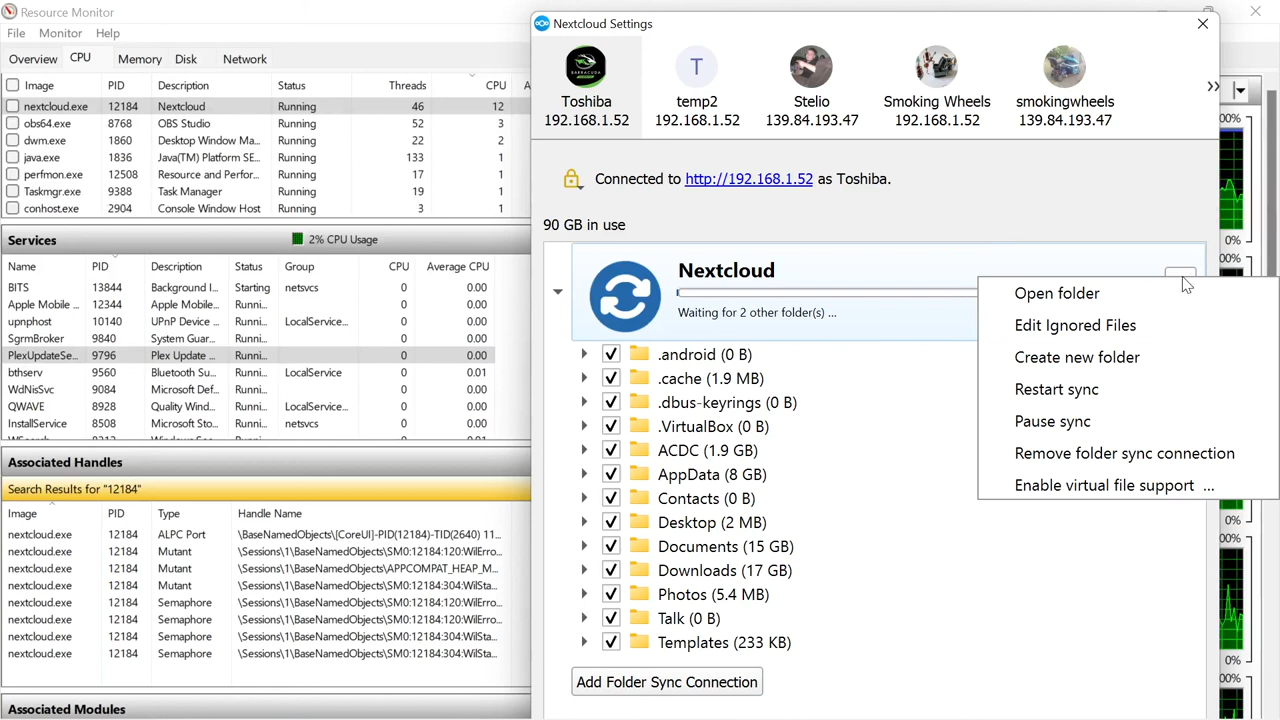 Resource Monitor
File Monitor Help
Overview CPU Memory Disk Network
Image PID Description Status Threads CPU A
nextcloud.exe 12184 Nextcloud Running 46 12
obs64.exe 8768 OBS Studio Running 52 3
dwm.exe 1860 Desktop Window Ma... Running 22 2
java.exe 1836 Java(TM) Platform SE... Running 133 1
perfmon.exe 12508 Resource and Perfor... Running 17 1
Taskmgr.exe 9388 Task Manager Running 19 1
conhost.exe 2904 Console Window Host Running 3 1
Services 2% CPU Usage
Name PID Description Status Group CPU Average CPU
BITS 13844 Background I... Starting netsvcs 0 0.00
Apple Mobile ... 12344 Apple Mobile... Runni... 0 0.00
upnphost 10140 UPnP Device ... Runni... LocalService... 0 0.00
SgrmBroker 9684 System Guar... Runni... 0 0.00
PlexUpdateSe... 9796 Plex Update ... Runni... 0 0.00
bthserv 9560 Bluetooth Su... Runni... LocalService 0 0.01
WdNisSvc 9084 Microsoft Def... Runni... 0 0.00
QWAVE 8928 Quality Wind... Runni... LocalService... 0 0.00
InstallService 8508 Microsoft Sto... Runni... netsvcs 0 0.00
Associated Handles
Search Results for "12184"
Image PID Type Handle Name
nextcloud.exe 12184 ALPC Port \BaseNamedObjects\[CoreUI]-PID(12184)-TID(2640) 11...
nextcloud.exe 12184 Mutant \Sessions\1\BaseNamedObjects\SM0:12184:120:WilErro...
nextcloud.exe 12184 Mutant \Sessions\1\BaseNamedObjects\APPCOMPAT_HEAP_M...
nextcloud.exe 12184 Mutant \Sessions\1\BaseNamedObjects\SM0:12184:304:WilSta...
nextcloud.exe 12184 Semaphore \Sessions\1\BaseNamedObjects\SM0:12184:120:WilErro...
nextcloud.exe 12184 Semaphore \Sessions\1\BaseNamedObjects\SM0:12184:120:WilErro...
nextcloud.exe 12184 Semaphore \Sessions\1\BaseNamedObjects\SM0:12184:304:WilSta...
nextcloud.exe 12184 Semaphore \Sessions\1\BaseNamedObjects\SM0:12184:304:WilSta...
Associated Modules
Nextcloud Settings
BARRACUDA
T
Toshiba temp2 Stelio Smoking Wheels smokingwheels
192.168.1.52 192.168.1.52 139.84.193.47 192.168.1.52 139.84.193.47
Connected to http://192.168.1.52 as Toshiba.
90 GB in use
Nextcloud
Waiting for 2 other folder(s) ...
.android (0 B)
.cache (1.9 MB)
.dbus-keyrings (0 B)
.VirtualBox (0 B)
ACDC (1.9 GB)
AppData (8 GB)
Contacts (0 B)
Desktop (2 MB)
Documents (15 GB)
Downloads (17 GB)
Photos (5.4 MB)
Talk (0 B)
Templates (233 KB)
Add Folder Sync Connection
Open folder
Edit Ignored Files
Create new folder
Restart sync
Pause sync
Remove folder sync connection
Enable virtual file support ...
0%
0%
0%